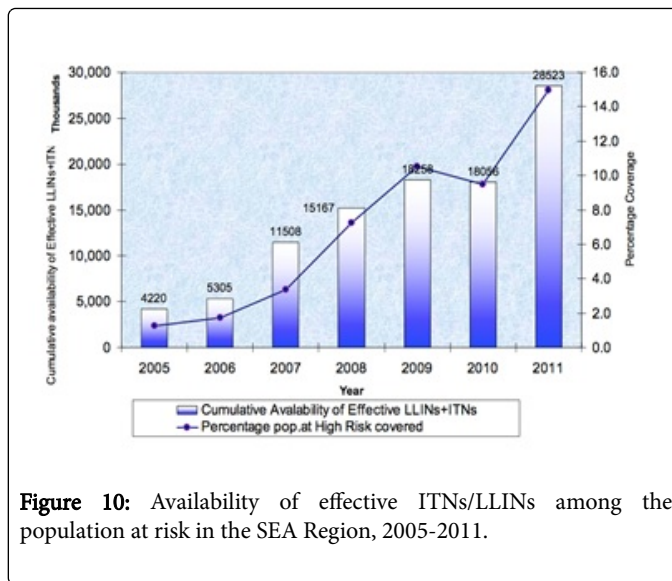 30,000
25,000
20,000
15,000
10,000
5,000
0
Cumulative availability of Effective LLINs+ITN Thousands
16.0
14.0
12.0
10.0
8.0
6.0
4.0
2.0
0.0
Percentage Coverage
4220
5305
11508
15167
18258
18056
28523
2005 2006 2007 2008 2009 2010 2011
Year
Cumulative Avalability of Effective LLINs+ITNs
Percentage pop.at High Risk covered
Figure 10: Availability of effective ITNs/LLINs among the
population at risk in the SEA Region, 2005-2011.